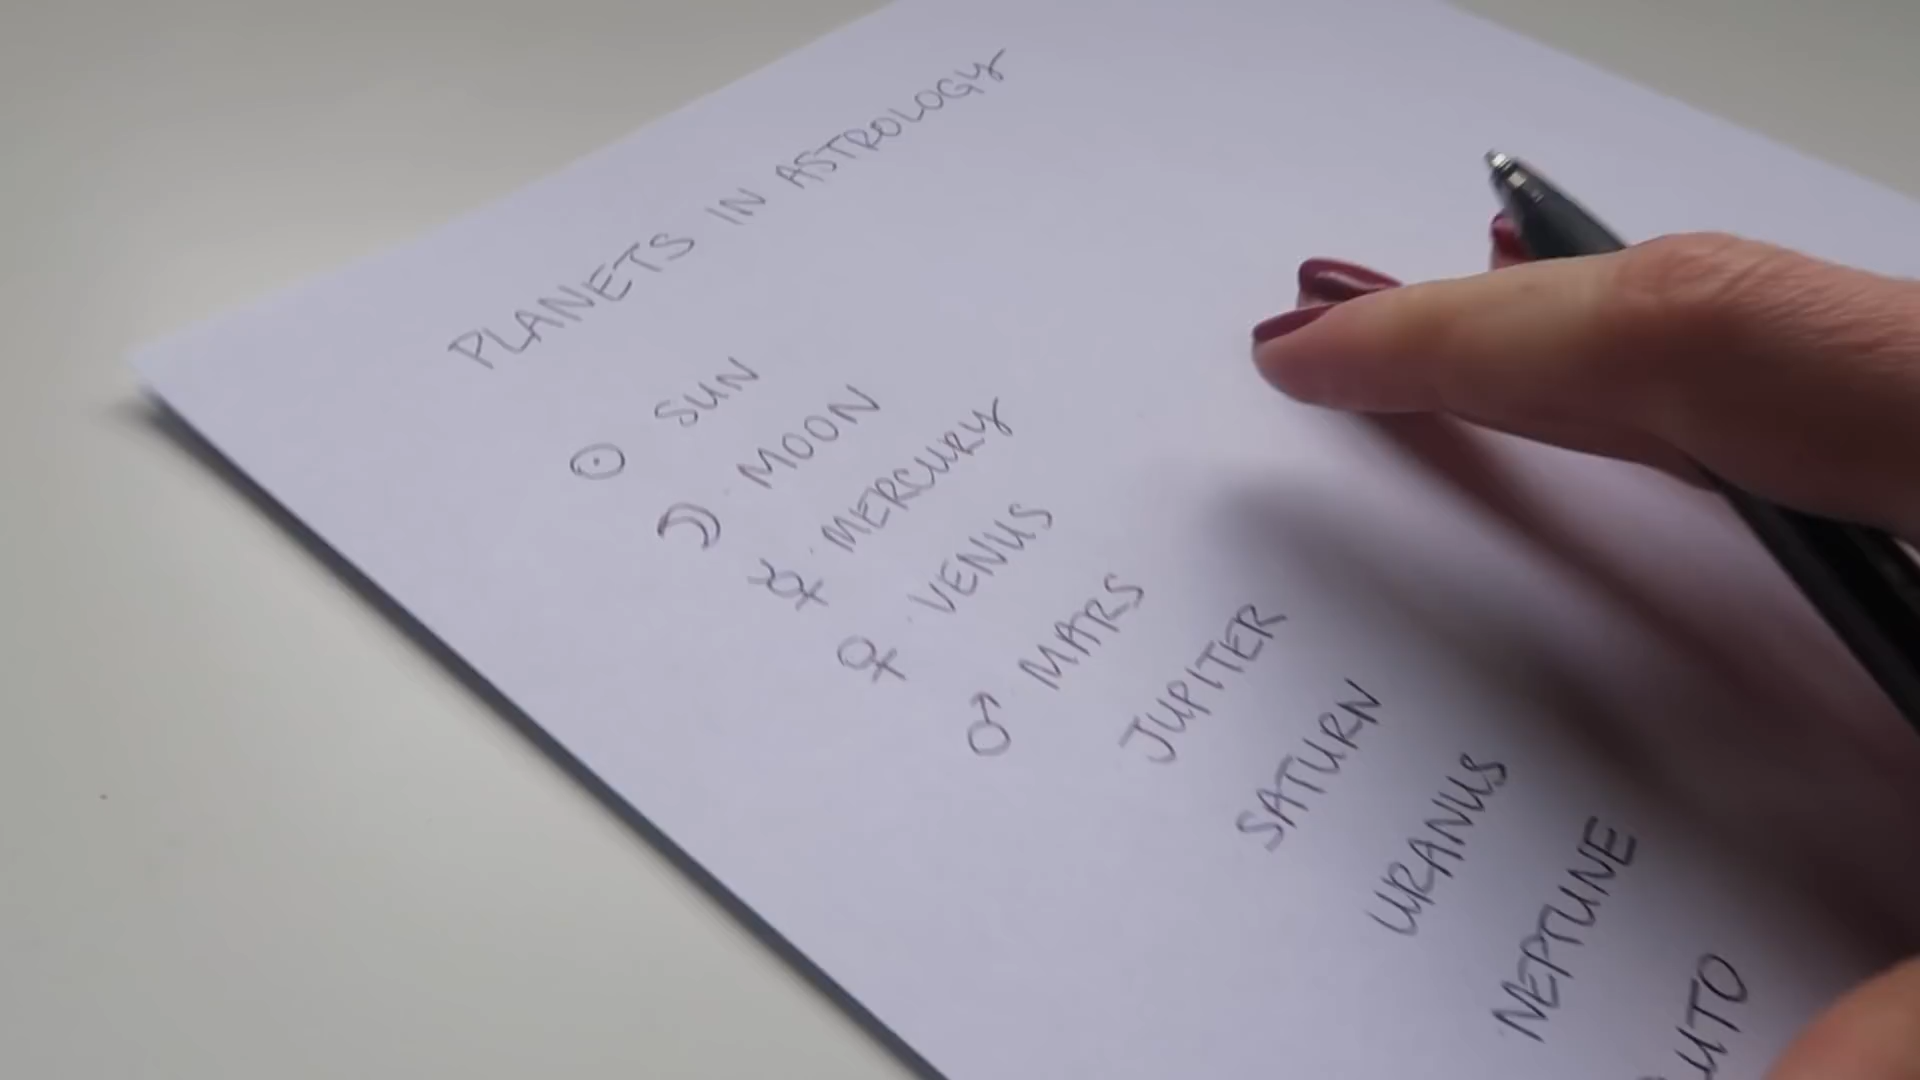 PLANETS IN ASTROLOGY
☉ SUN
☽ MOON
☿ MERCURY
♀ VENUS
♂ MARS
JUPITER
SATURN
URANUS
NEPTUNE